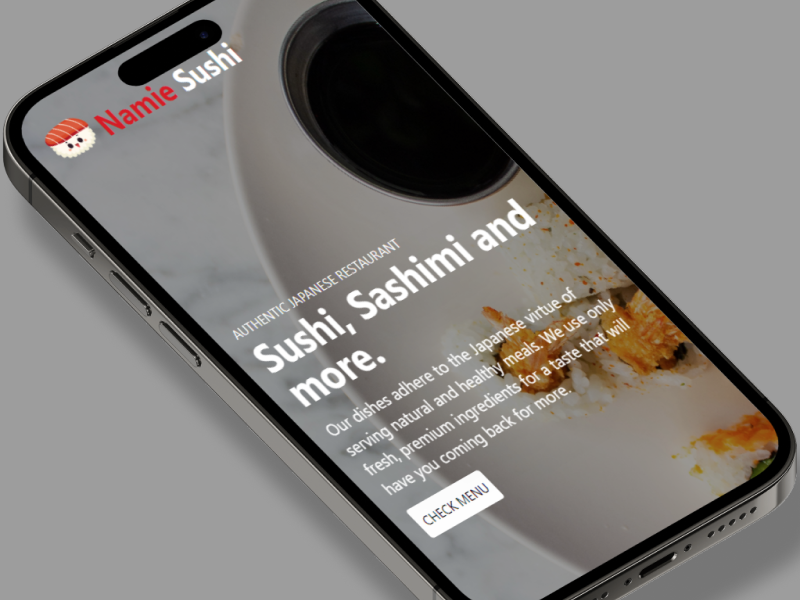 Namie Sushi
AUTHENTIC JAPANESE RESTAURANT
Sushi, Sashimi and
more.
Our dishes adhere to the Japanese virtue of
serving natural and healthy meals. We use only
fresh, premium ingredients for a taste that will
have you coming back for more.
CHECK MENU